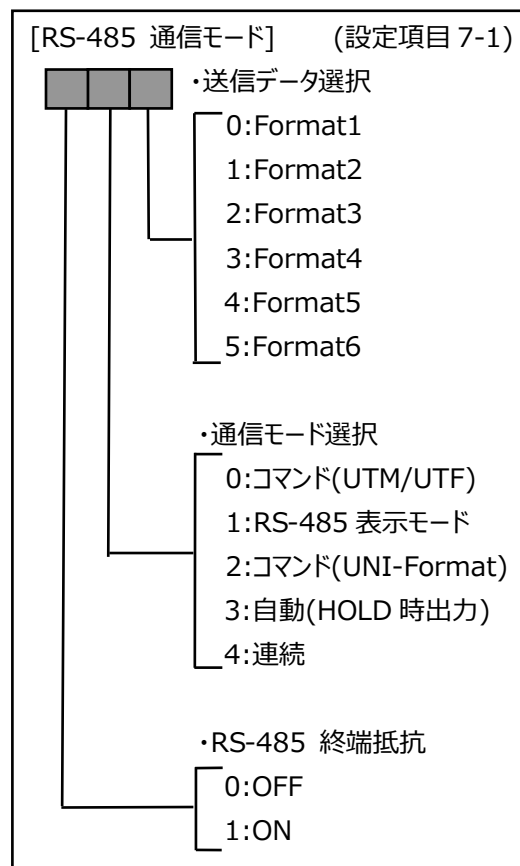 [RS-485 通信モード] (設定項目 7-1)
・送信データ選択
0:Format1
1:Format2
2:Format3
3:Format4
4:Format5
5:Format6
・通信モード選択
0:コマンド(UTM/UTF)
1:RS-485 表示モード
2:コマンド(UNI-Format)
3:自動(HOLD 時出力)
4:連続
・RS-485 終端抵抗
0:OFF
1:ON